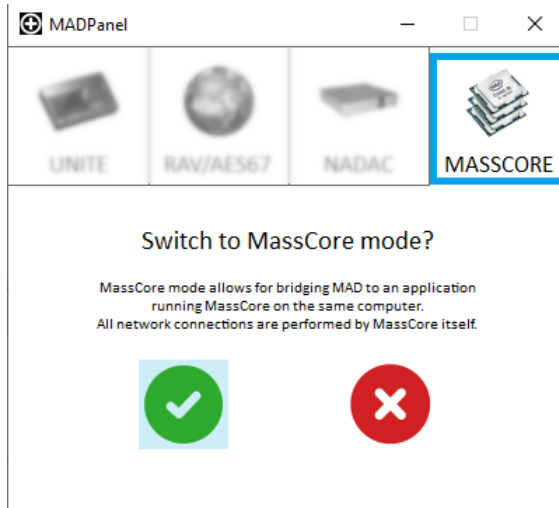 MADPanel
UNITE
RAV/AES67
NADAC
MASSCORE
Switch to MassCore mode?
MassCore mode allows for bridging MAD to an application
running MassCore on the same computer.
All network connections are performed by MassCore itself.